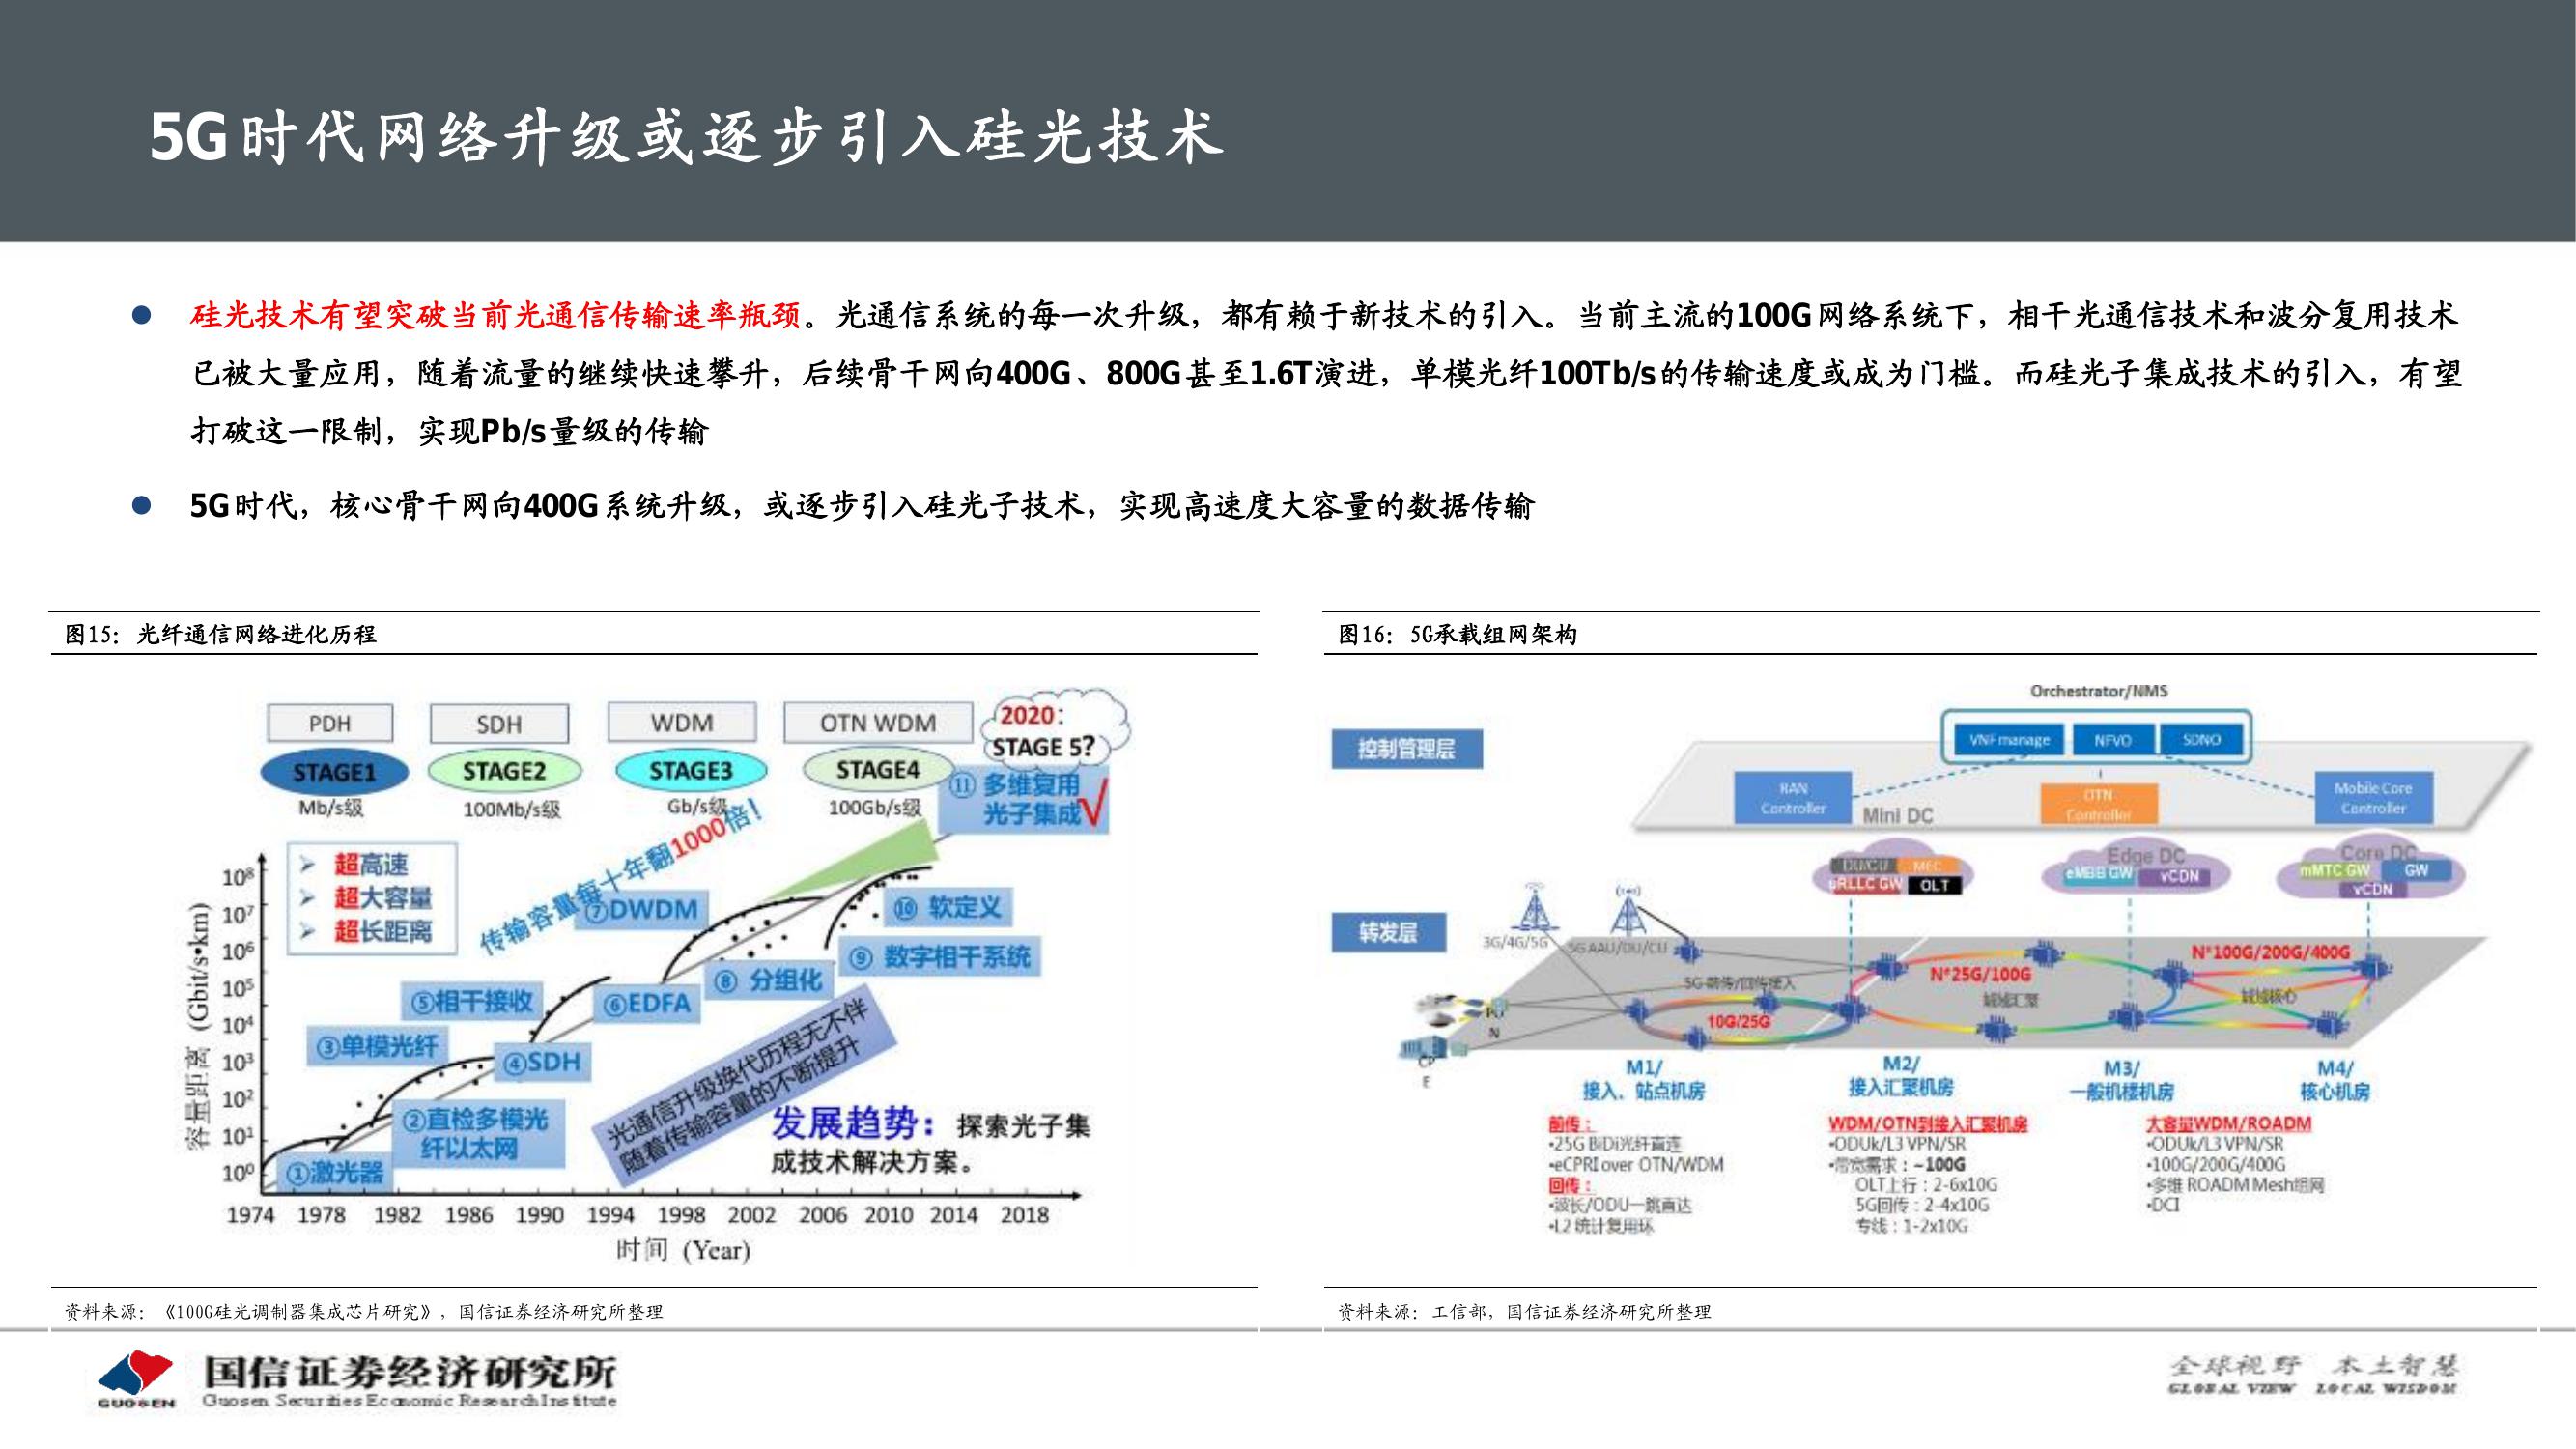 5G时代网络升级或逐步引入硅光技术
硅光技术有望突破当前光通信传输速率瓶颈。光通信系统的每一次升级，都有赖于新技术的引入。当前主流的100G网络系统下，相干光通信技术和波分复用技术
已被大量应用，随着流量的继续快速攀升，后续骨干网向400G、800G甚至1.6T演进，单模光纤100Tb/s的传输速度或成为门槛。而硅光子集成技术的引入，有望
打破这一限制，实现Pb/s量级的传输
5G时代，核心骨干网向400G系统升级，或逐步引入硅光子技术，实现高速度大容量的数据传输
图15：光纤通信网络进化历程
PDH
SDH
WDM
OTN WDM
2020：
STAGE 5?
STAGE1
STAGE2
STAGE3
STAGE4
Mb/s级
100Mb/s级
Gb/s级
100Gb/s级
⑪ 多维复用
光子集成
超高速
超大容量
超长距离
传输容量每十年翻1000倍！
⑦DWDM
⑩ 软定义
⑨ 数字相干系统
⑧ 分组化
⑤相干接收
⑥EDFA
③单模光纤
④SDH
②直检多模光
纤以太网
①激光器
光通信升级换代历程无不伴
随着传输容量的不断提升
发展趋势：探索光子集
成技术解决方案。
容量距离 (Gbit/s•km)
10⁸
10⁷
10⁶
10⁵
10⁴
10³
10²
10¹
10⁰
1974 1978 1982 1986 1990 1994 1998 2002 2006 2010 2014 2018
时间 (Year)
资料来源：《100G硅光调制器集成芯片研究》，国信证券经济研究所整理
图16：5G承载组网架构
Orchestrator/NMS
控制管理层
VNF manage
NFVO
SDNO
RAN
Controller
Mini DC
OTN
Controller
Mobile Core
Controller
DU/CU
MEC
uRLLC GW
OLT
Edge DC
eMBB GW
vCDN
Core DC
mMTC GW
GW
vCDN
转发层
3G/4G/5G
5G AAU/DU/CU
5G前传/回传接入
10G/25G
N*25G/100G
城域汇聚
N*100G/200G/400G
城域核心
PO
N
CP
E
M1/
接入、站点机房
M2/
接入汇聚机房
M3/
一般机楼机房
M4/
核心机房
前传：
•25G BiDi光纤直连
•eCPRI over OTN/WDM
回传：
•波长/ODU一跳直达
•L2 统计复用环
WDM/OTN到接入汇聚机房
•ODUk/L3 VPN/SR
•带宽需求：~100G
OLT上行：2-6x10G
5G回传：2-4x10G
专线：1-2x10G
大容量WDM/ROADM
•ODUk/L3 VPN/SR
•100G/200G/400G
•多维 ROADM Mesh组网
•DCI
资料来源：工信部，国信证券经济研究所整理
GUOSEN
国信证券经济研究所
Guosen Securities Economic Research Institute
全球视野 本土智慧
GLOBAL VIEW LOCAL WISDOM